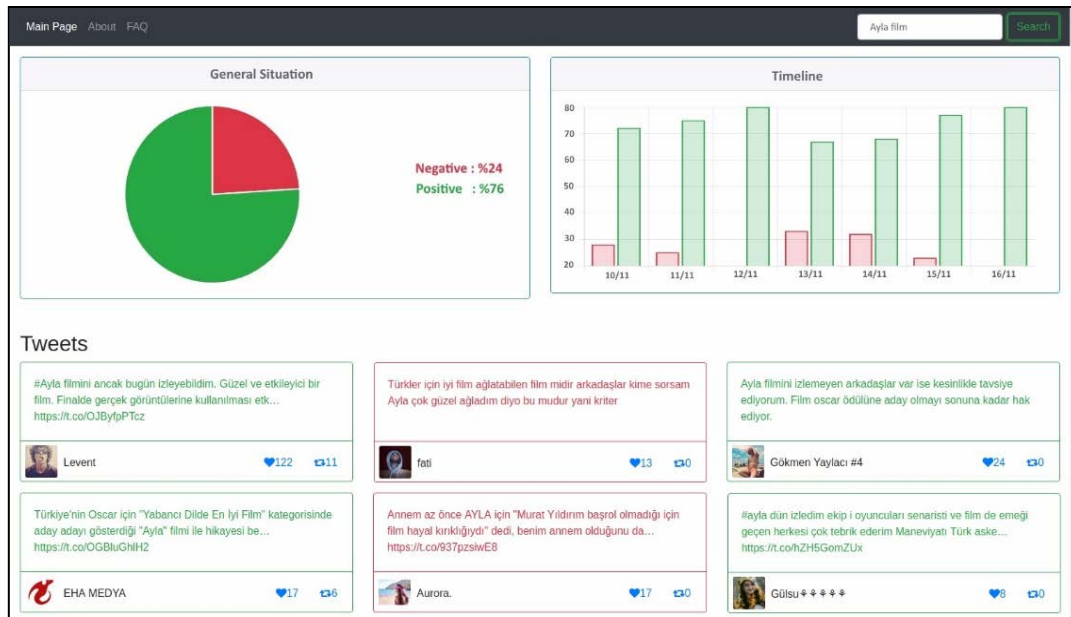 Main Page About FAQ
Ayla film Search
General Situation
Negative : %24
Positive : %76
Timeline
80
70
60
50
40
30
20
10/11 11/11 12/11 13/11 14/11 15/11 16/11
Tweets
#Ayla filmini ancak bugün izleyebildim. Güzel ve etkileyici bir
film. Finalde gerçek görüntülerine kullanılması etk…
https://t.co/OJByfpPTcz
Levent 122 11
Türkler için iyi film ağlatabilen film midir arkadaşlar kime sorsam
Ayla çok güzel ağladım diyo bu mudur yani kriter
fati 13 0
Ayla filmini izlemeyen arkadaşlar var ise kesinlikle tavsiye
ediyorum. Film oscar ödülüne aday olmayı sonuna kadar hak
ediyor.
Gökmen Yaylacı #4 24 0
Türkiye'nin Oscar için "Yabancı Dilde En İyi Film" kategorisinde
aday adayı gösterdiği "Ayla" filmi ile hikayesi be…
https://t.co/OGBluGhlH2
EHA MEDYA 17 6
Annem az önce AYLA için "Murat Yıldırım başrol olmadığı için
film hayal kırıklığıydı" dedi, benim annem olduğunu da…
https://t.co/937pzsiwE8
Aurora. 17 0
#ayla dün izledim ekip i oyuncuları senaristi ve film de emeği
geçen herkesi çok tebrik ederim Maneviyatı Türk aske…
https://t.co/hZH5GomZUx
Gülsu⚘⚘⚘⚘⚘ 8 0